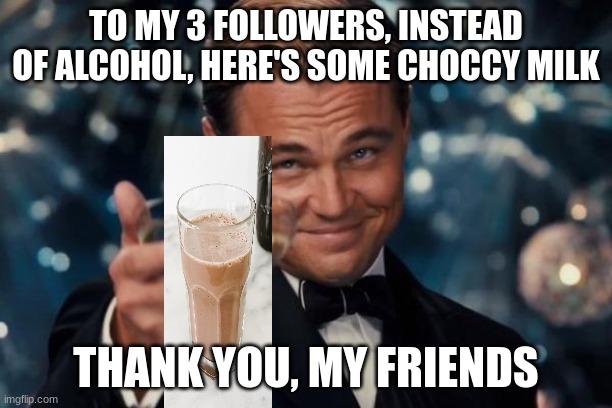 TO MY 3 FOLLOWERS, INSTEAD
OF ALCOHOL, HERE'S SOME CHOCCY MILK
THANK YOU, MY FRIENDS
imgflip.com